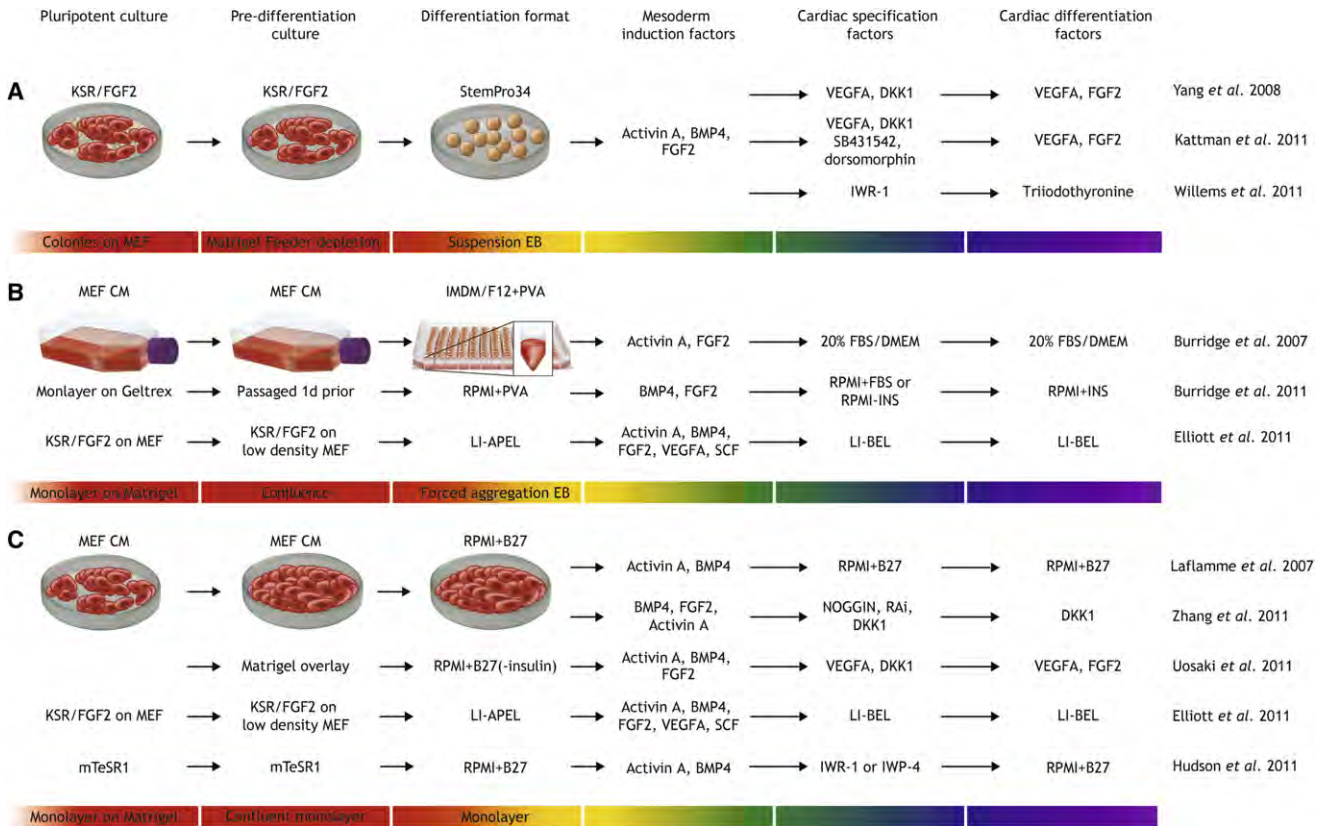 Pluripotent culture
Pre-differentiation
culture
Differentiation format
Mesoderm
induction factors
Cardiac specification
factors
Cardiac differentiation
factors
A
KSR/FGF2
KSR/FGF2
StemPro34
Activin A, BMP4,
FGF2
VEGFA, DKK1
VEGFA, FGF2
Yang et al. 2008
VEGFA, DKK1
SB431542,
dorsomorphin
VEGFA, FGF2
Kattman et al. 2011
IWR-1
Triiodothyronine
Willems et al. 2011
Colonies on MEF
Matrigel Feeder depletion
Suspension EB
B
MEF CM
MEF CM
IMDM/F12+PVA
Activin A, FGF2
20% FBS/DMEM
20% FBS/DMEM
Burridge et al. 2007
Monlayer on Geltrex
Passaged 1d prior
RPMI+PVA
BMP4, FGF2
RPMI+FBS or
RPMI-INS
RPMI+INS
Burridge et al. 2011
KSR/FGF2 on MEF
KSR/FGF2 on
low density MEF
LI-APEL
Activin A, BMP4,
FGF2, VEGFA, SCF
LI-BEL
LI-BEL
Elliott et al. 2011
Monolayer on Matrigel
Confluence
Forced aggregation EB
C
MEF CM
MEF CM
RPMI+B27
Activin A, BMP4
RPMI+B27
RPMI+B27
Laflamme et al. 2007
BMP4, FGF2,
Activin A
NOGGIN, RAi,
DKK1
DKK1
Zhang et al. 2011
Matrigel overlay
RPMI+B27(-insulin)
Activin A, BMP4,
FGF2
VEGFA, DKK1
VEGFA, FGF2
Uosaki et al. 2011
KSR/FGF2 on MEF
KSR/FGF2 on
low density MEF
LI-APEL
Activin A, BMP4,
FGF2, VEGFA, SCF
LI-BEL
LI-BEL
Elliott et al. 2011
mTeSR1
mTeSR1
RPMI+B27
Activin A, BMP4
IWR-1 or IWP-4
RPMI+B27
Hudson et al. 2011
Monolayer on Matrigel
Confluent monolayer
Monolayer